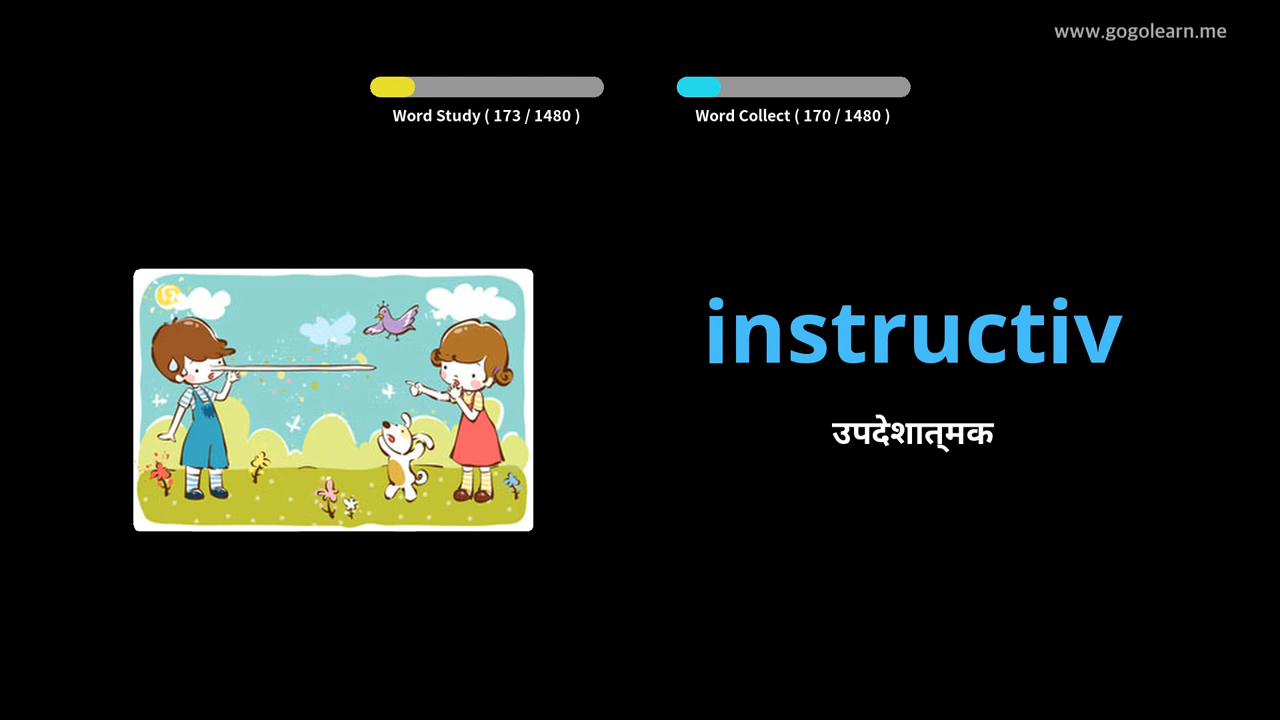 www.gogolearn.me
Word Study ( 173 / 1480 )
Word Collect ( 170 / 1480 )
instructiv
उपदेशात्मक